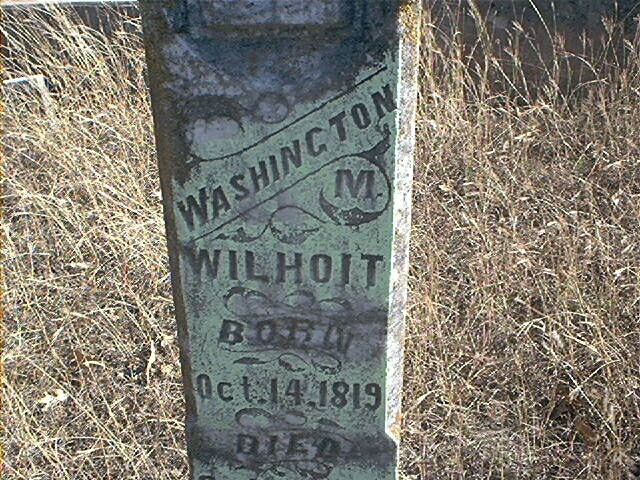 WASHINGTON
M.
WILHOIT
BORN
Oct. 14. 1819
DIED